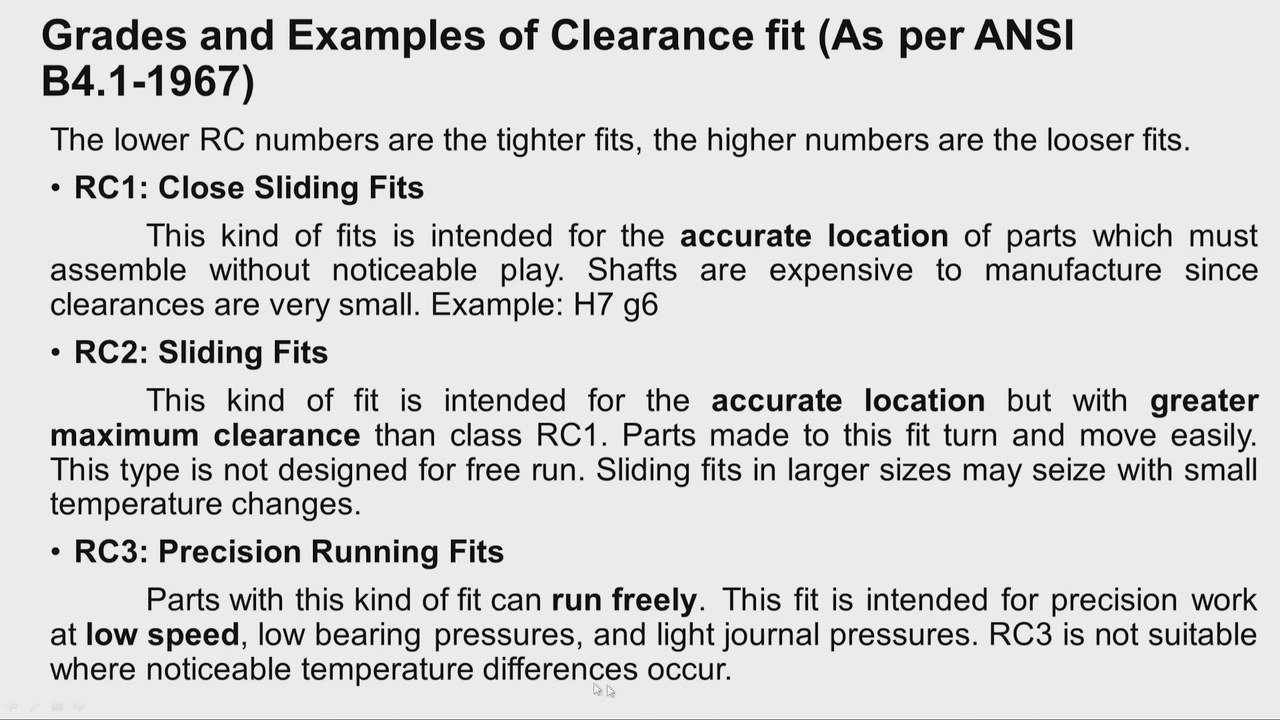 Grades and Examples of Clearance fit (As per ANSI
B4.1-1967)
The lower RC numbers are the tighter fits, the higher numbers are the looser fits.
• RC1: Close Sliding Fits
This kind of fits is intended for the accurate location of parts which must
assemble without noticeable play. Shafts are expensive to manufacture since
clearances are very small. Example: H7 g6
• RC2: Sliding Fits
This kind of fit is intended for the accurate location but with greater
maximum clearance than class RC1. Parts made to this fit turn and move easily.
This type is not designed for free run. Sliding fits in larger sizes may seize with small
temperature changes.
• RC3: Precision Running Fits
Parts with this kind of fit can run freely. This fit is intended for precision work
at low speed, low bearing pressures, and light journal pressures. RC3 is not suitable
where noticeable temperature differences occur.